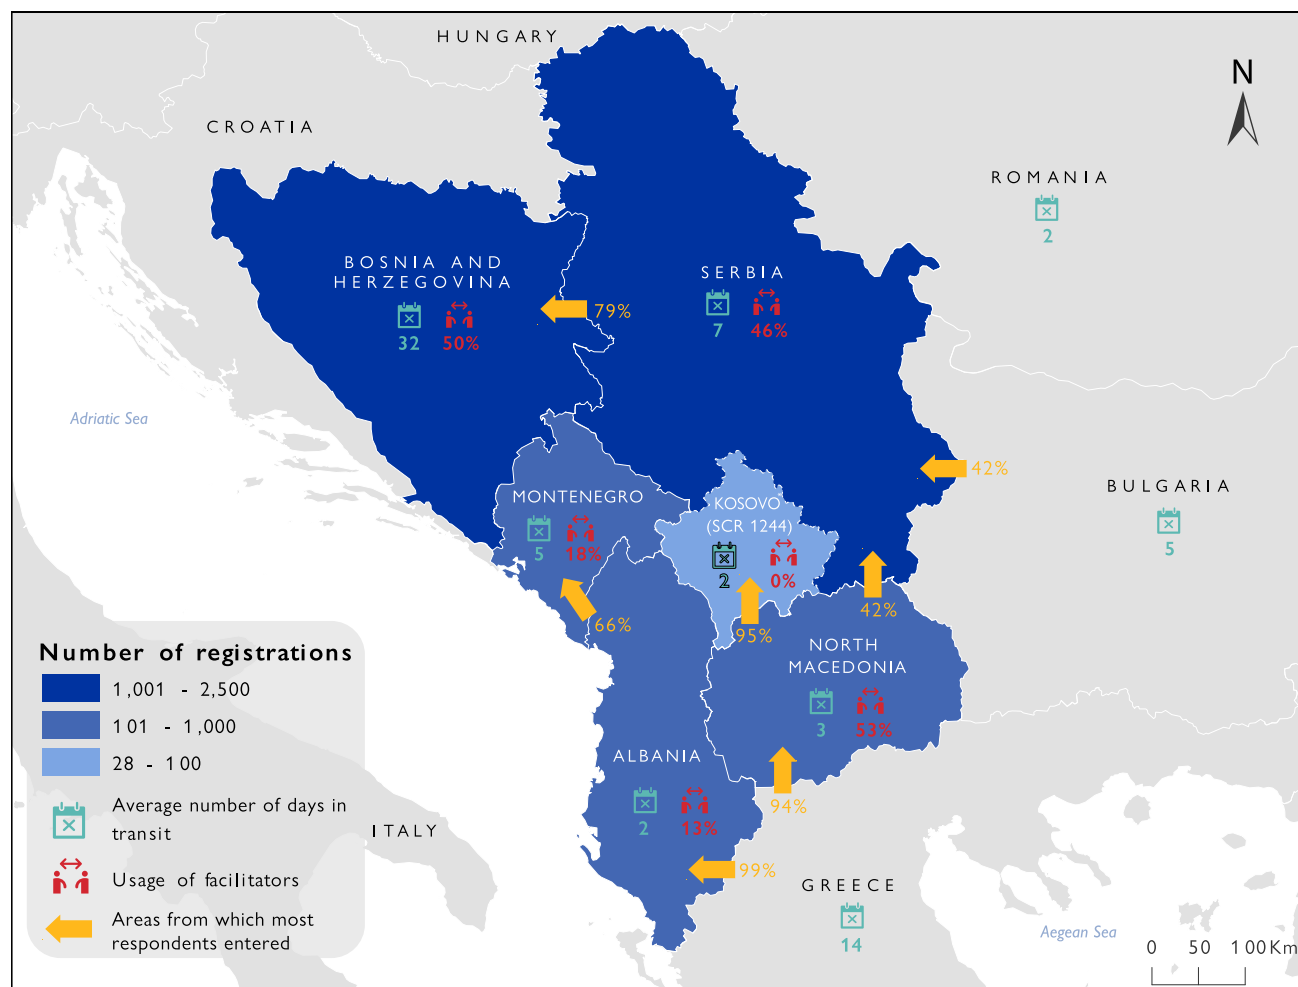 HUNGARY
N
CROATIA
ROMANIA
2
BOSNIA AND
HERZEGOVINA
32
50%
79%
SERBIA
7
46%
Adriatic Sea
42%
BULGARIA
5
MONTENEGRO
5
18%
KOSOVO
(SCR 1244)
2
0%
66%
95%
42%
NORTH
MACEDONIA
3
53%
94%
ALBANIA
2
13%
99%
GREECE
14
ITALY
Aegean Sea
Number of registrations
1,001 - 2,500
101 - 1,000
28 - 100
Average number of days in
transit
Usage of facilitators
Areas from which most
respondents entered
0 50 100Km